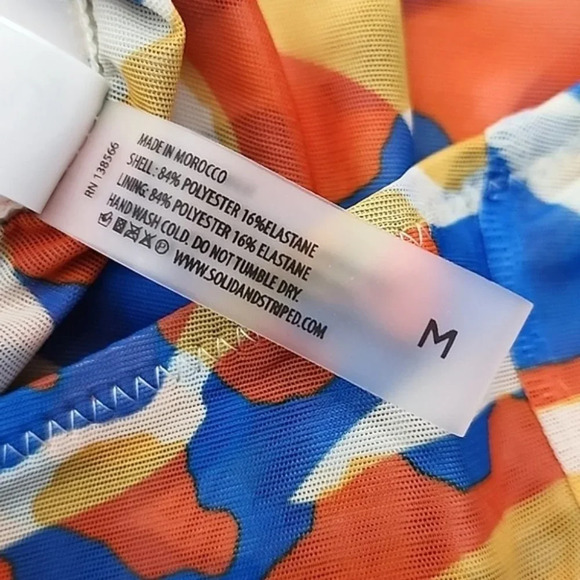 MADE IN MOROCCO
SHELL: 84% POLYESTER 16%ELASTANE
LINING: 84% POLYESTER 16% ELASTANE
HAND WASH COLD. DO NOT TUMBLE DRY.
WWW.SOLIDANDSTRIPED.COM
RN 138566
M